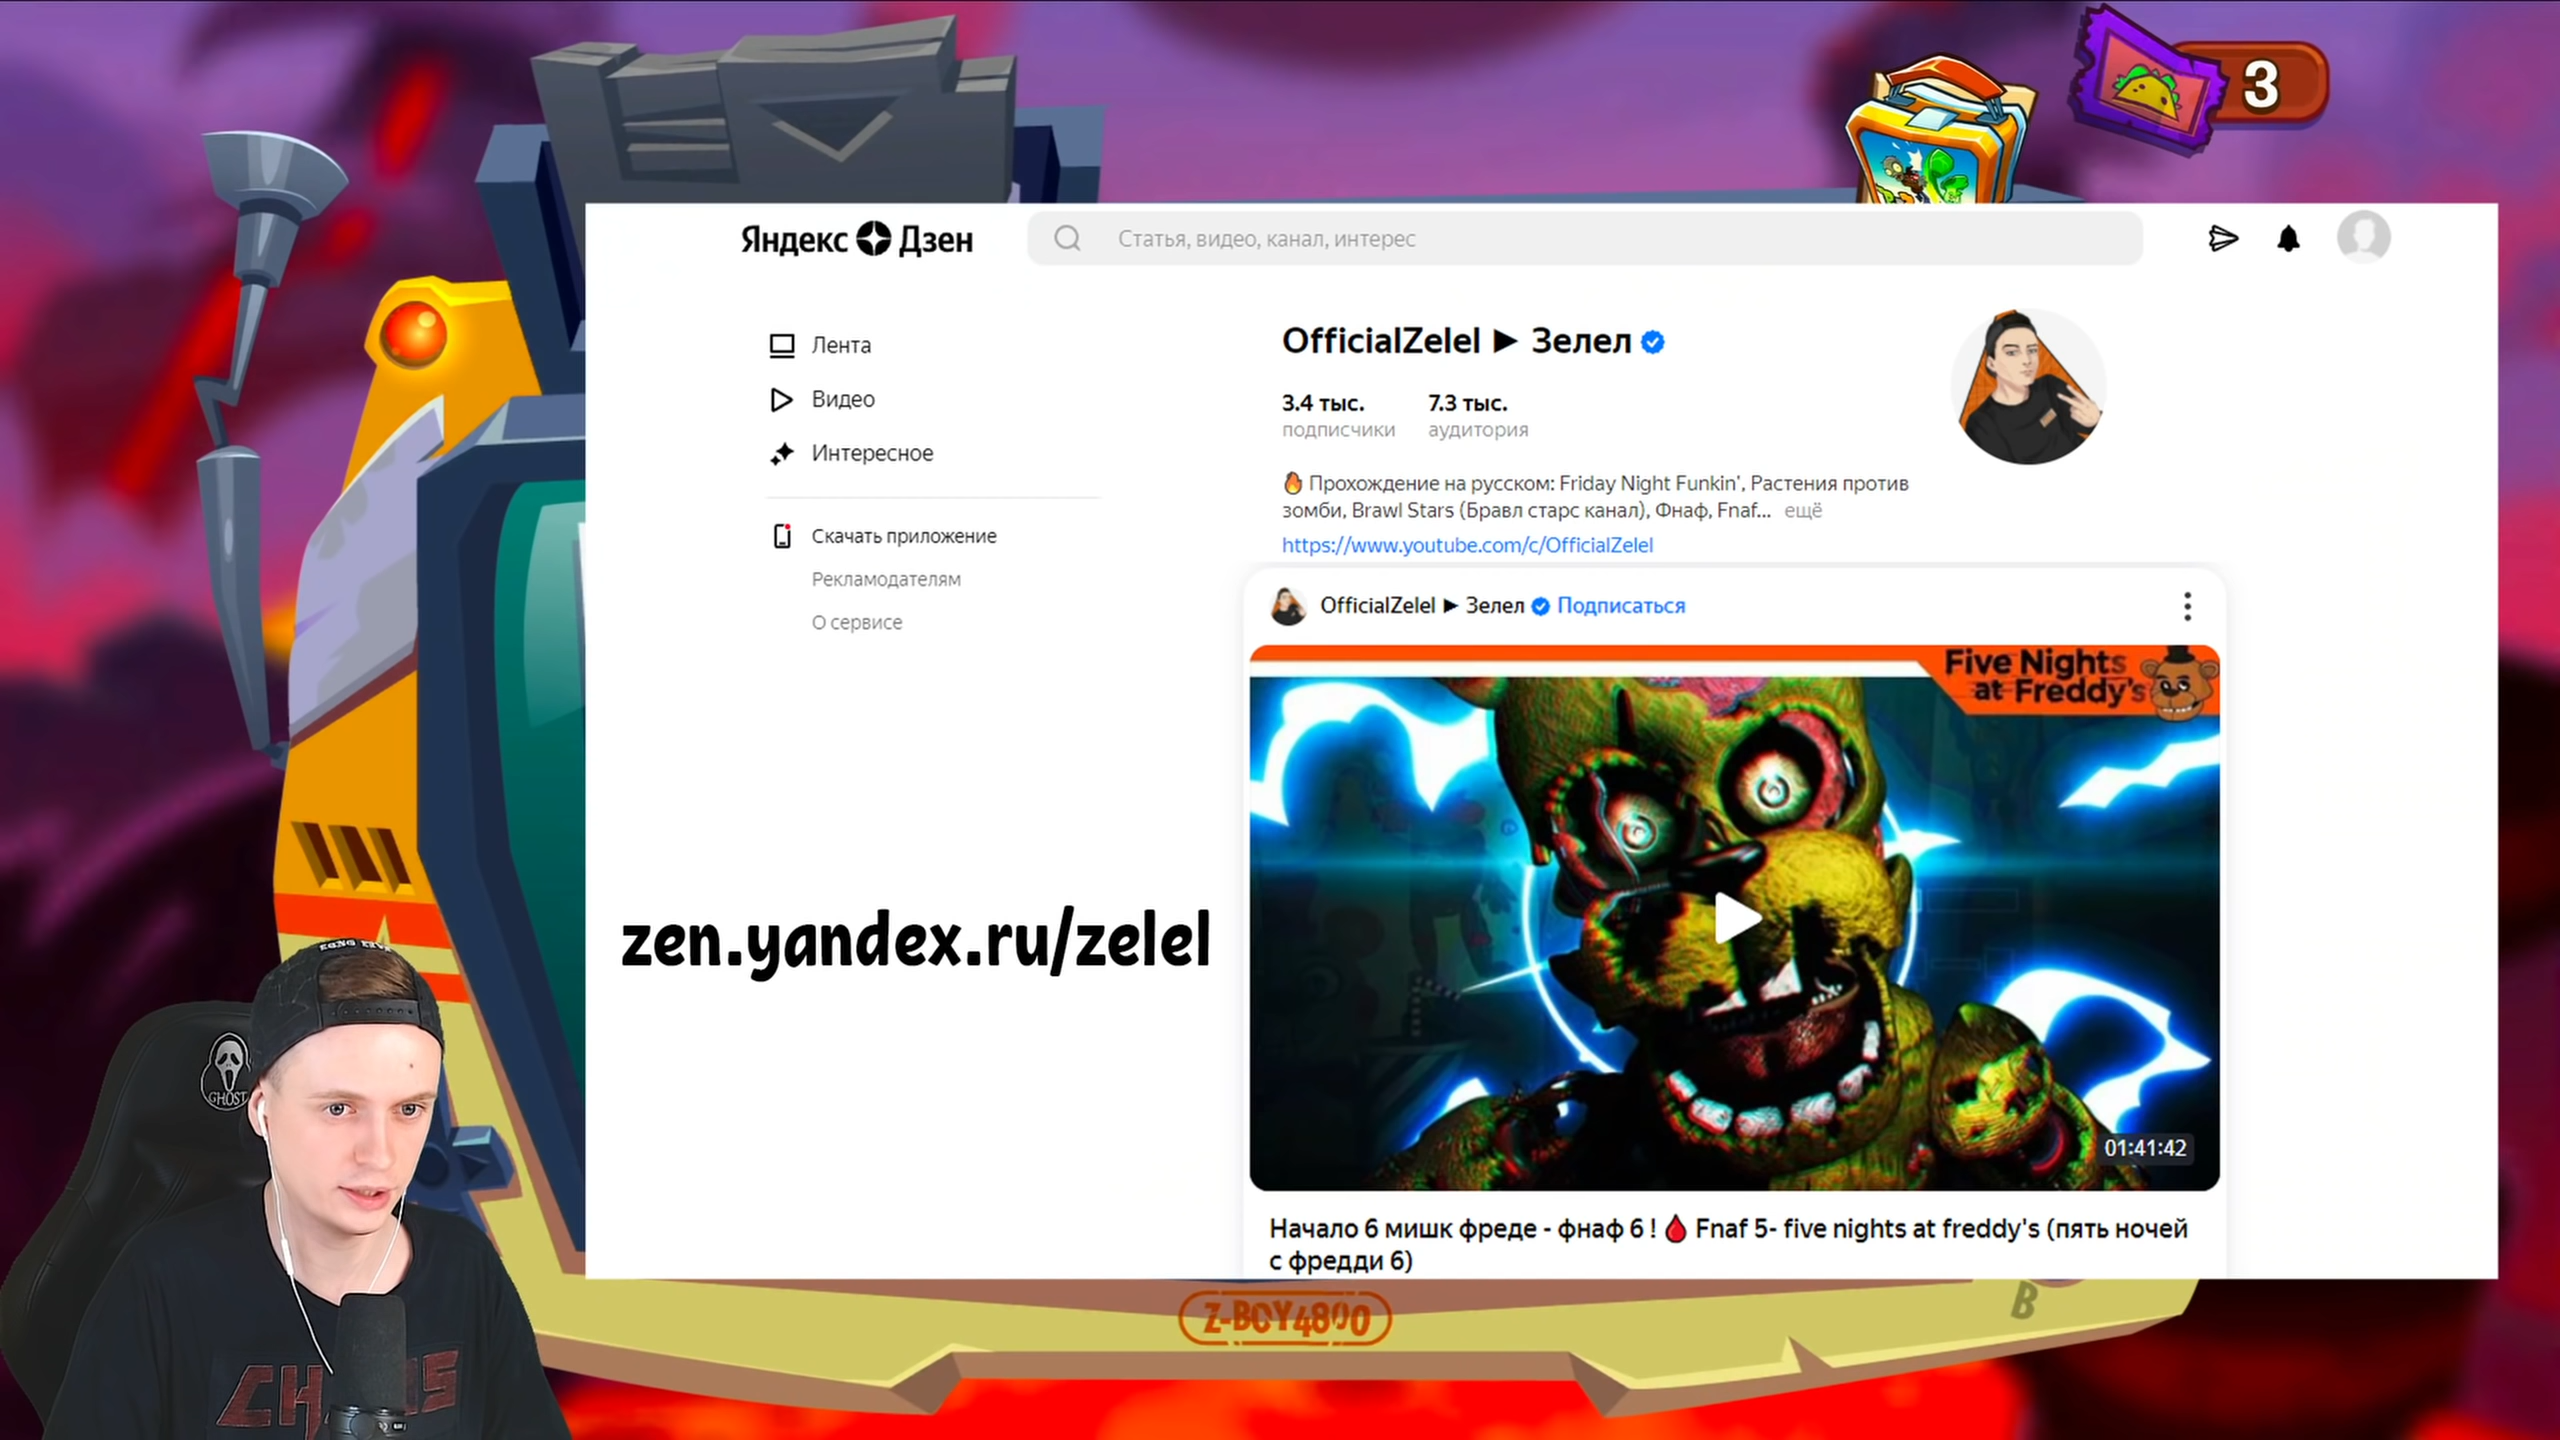 3
Яндекс Дзен
Статья, видео, канал, интерес
Лента
Видео
Интересное
Скачать приложение
Рекламодателям
О сервисе
OfficialZelel ► Зелел
3.4 тыс.
подписчики
7.3 тыс.
аудитория
🔥 Прохождение на русском: Friday Night Funkin', Растения против
зомби, Brawl Stars (Бравл старс канал), Фнаф, Fnaf... ещё
https://www.youtube.com/c/OfficialZelel
OfficialZelel ► Зелел Подписаться
Five Nights
at Freddy's
01:41:42
Начало 6 мишк фреде - фнаф 6 ! 🩸 Fnaf 5- five nights at freddy's (пять ночей
с фредди 6)
zen.yandex.ru/zelel
GHOST
Z-BOY4800
B